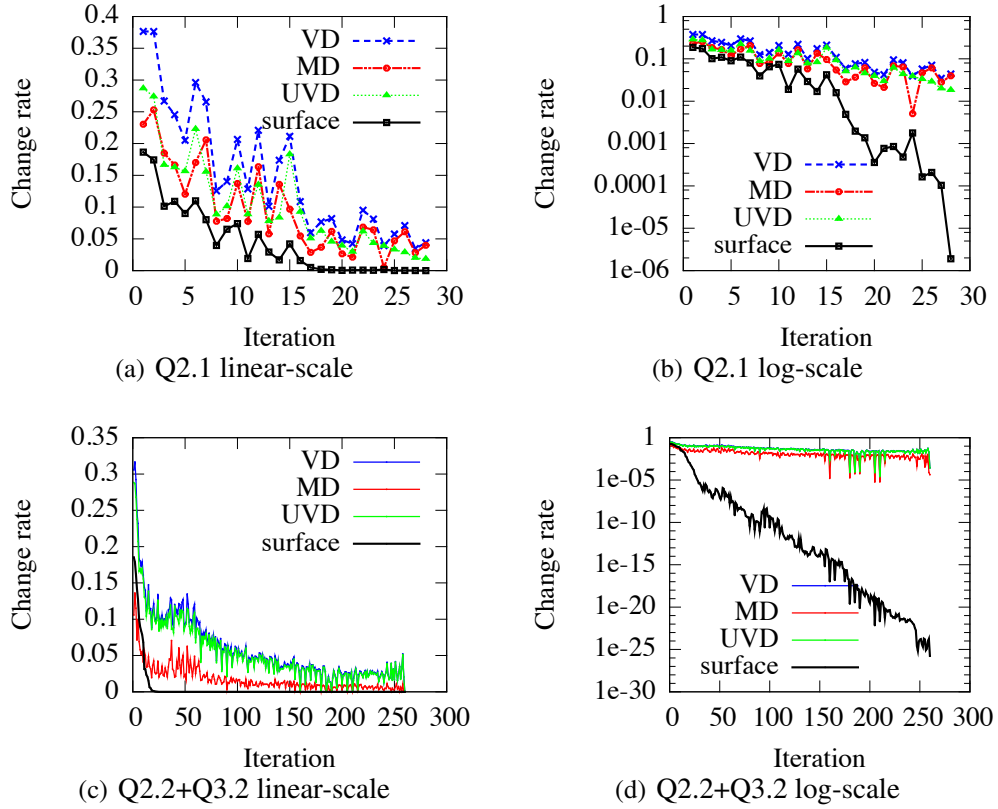 0.4
0.35
0.3
0.25
0.2
0.15
0.1
0.05
0
Change rate
VD
MD
UVD
surface
0 5 10 15 20 25 30
Iteration
(a) Q2.1 linear-scale
1
0.1
0.01
0.001
0.0001
1e-05
1e-06
Change rate
VD
MD
UVD
surface
0 5 10 15 20 25 30
Iteration
(b) Q2.1 log-scale
0.35
0.3
0.25
0.2
0.15
0.1
0.05
0
Change rate
VD
MD
UVD
surface
0 50 100 150 200 250 300
Iteration
(c) Q2.2+Q3.2 linear-scale
1
1e-05
1e-10
1e-15
1e-20
1e-25
1e-30
Change rate
VD
MD
UVD
surface
0 50 100 150 200 250 300
Iteration
(d) Q2.2+Q3.2 log-scale